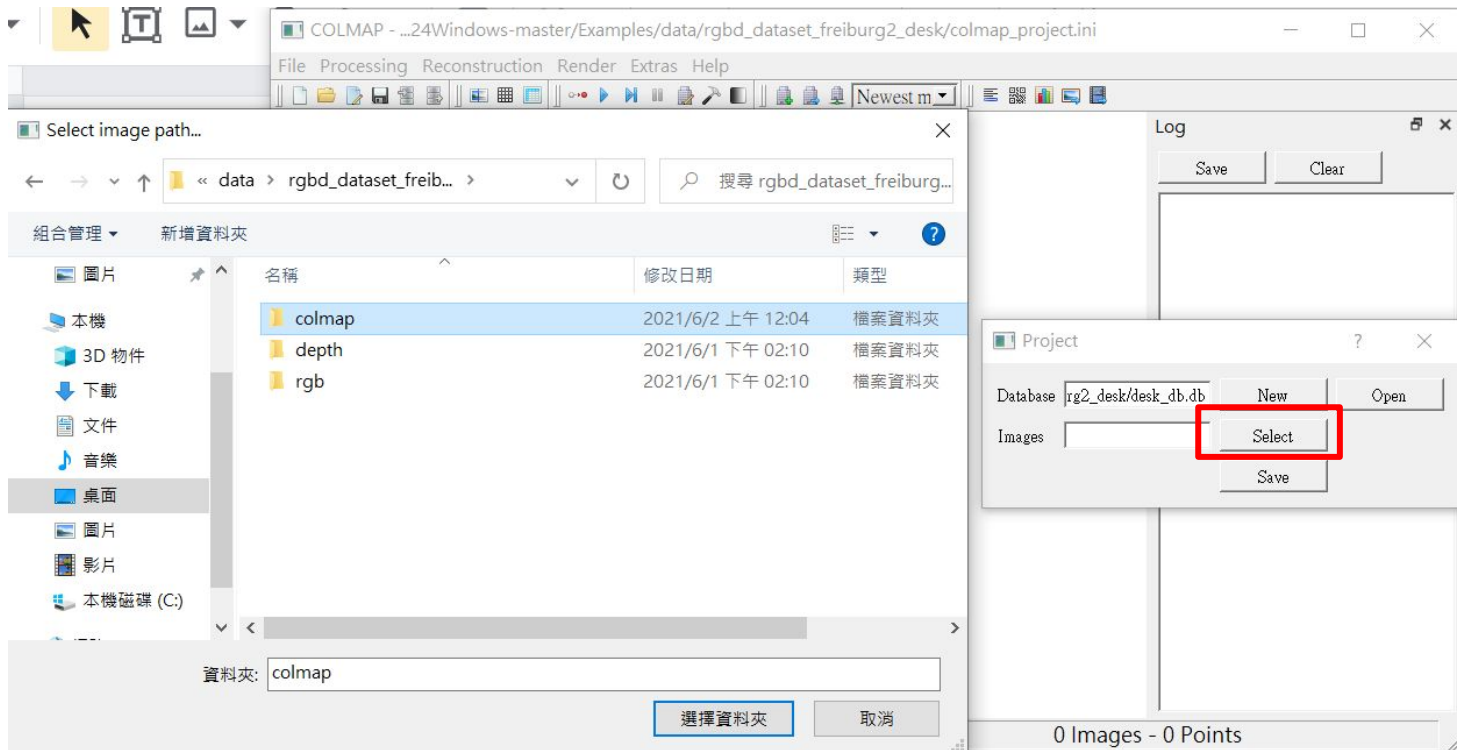 COLMAP - ...24Windows-master/Examples/data/rgbd_dataset_freiburg2_desk/colmap_project.ini
File Processing Reconstruction Render Extras Help
Newest m
Select image path...
« data > rgbd_dataset_freib... >
搜尋 rgbd_dataset_freiburg...
組合管理
新增資料夾
圖片
本機
3D 物件
下載
文件
音樂
桌面
圖片
影片
本機磁碟 (C:)
名稱 修改日期 類型
colmap 2021/6/2 上午 12:04 檔案資料夾
depth 2021/6/1 下午 02:10 檔案資料夾
rgb 2021/6/1 下午 02:10 檔案資料夾
資料夾: colmap
選擇資料夾 取消
Log
Save Clear
Project ?
Database rg2_desk/desk_db.db New Open
Images Select
Save
0 Images - 0 Points